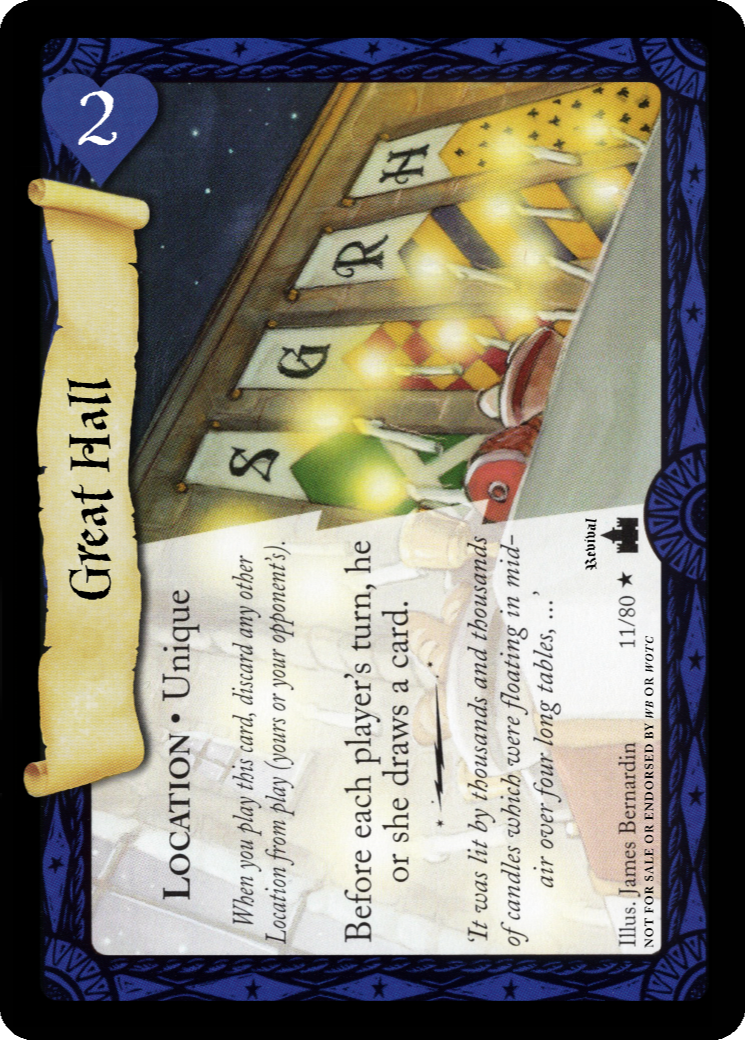 2
Great Hall
LOCATION • Unique
When you play this card, discard any other
Location from play (yours or your opponent's).
Before each player's turn, he
or she draws a card.
'It was lit by thousands and thousands
of candles which were floating in mid-
air over four long tables, ...'
Illus. James Bernardin
11/80 ★
Revival
NOT FOR SALE OR ENDORSED BY WB OR WOTC
S
G
R
H